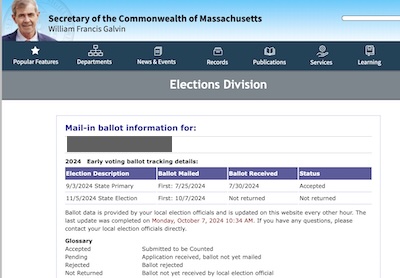 Secretary of the Commonwealth of Massachusetts
William Francis Galvin
Popular Features
Departments
News & Events
Records
Publications
Services
Learning
Elections Division
Mail-in ballot information for:
2024 Early voting ballot tracking details:
Election Description Ballot Mailed Ballot Received Status
9/3/2024 State Primary First: 7/25/2024 7/30/2024 Accepted
11/5/2024 State Election First: 10/7/2024 Not returned Not returned
Ballot data is provided by your local election officials and is updated on this website every other hour. The
last update was completed on Monday, October 7, 2024 10:34 AM. If you have any questions, please
contact your local election officials directly.
Glossary
Accepted Submitted to be Counted
Pending Application received, ballot not yet mailed
Rejected Ballot rejected
Not Returned Ballot not yet received by local election official